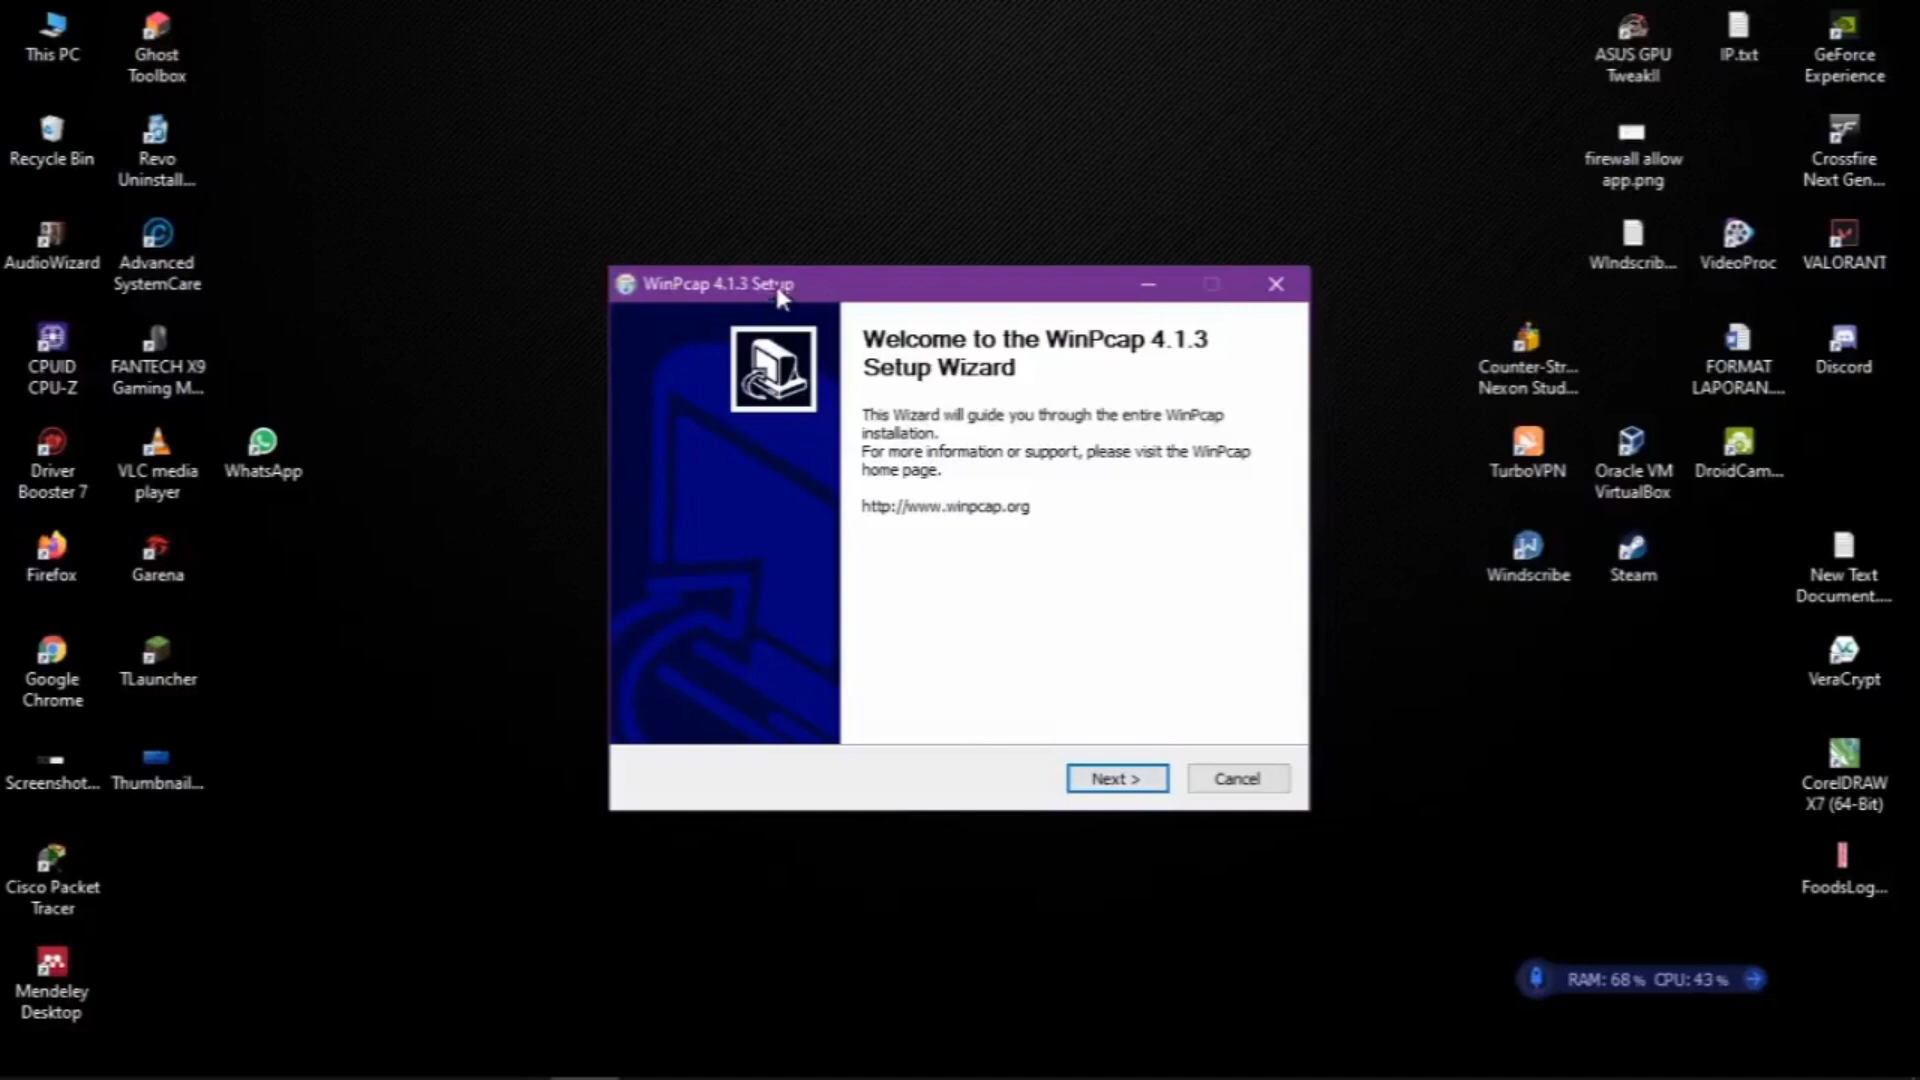 This PC
Ghost
Toolbox
Recycle Bin
Revo
Uninstall...
AudioWizard
Advanced
SystemCare
CPUID
CPU-Z
FANTECH X9
Gaming M...
Driver
Booster 7
VLC media
player
WhatsApp
Firefox
Garena
Google
Chrome
TLauncher
Screenshot...
Thumbnail...
Cisco Packet
Tracer
Mendeley
Desktop
WinPcap 4.1.3 Setup
Welcome to the WinPcap 4.1.3
Setup Wizard
This Wizard will guide you through the entire WinPcap
installation.
For more information or support, please visit the WinPcap
home page.
http://www.winpcap.org
Next >
Cancel
ASUS GPU
TweakII
IP.txt
GeForce
Experience
firewall allow
app.png
Crossfire
Next Gen...
WIndscrib...
VideoProc
VALORANT
Counter-Str...
Nexon Stud...
FORMAT
LAPORAN....
Discord
TurboVPN
Oracle VM
VirtualBox
DroidCam...
Windscribe
Steam
New Text
Document....
VeraCrypt
CorelDRAW
X7 (64-Bit)
FoodsLog...
RAM: 68% CPU: 43%